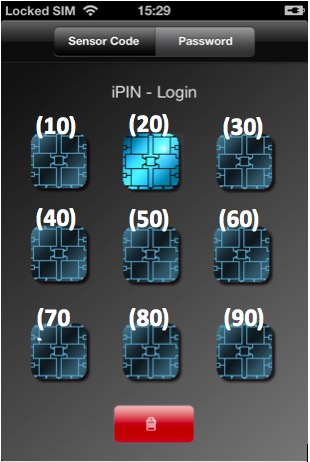 Locked SIM 15:29
Sensor Code Password
iPIN - Login
(10) (20) (30)
(40) (50) (60)
(70 (80) (90)